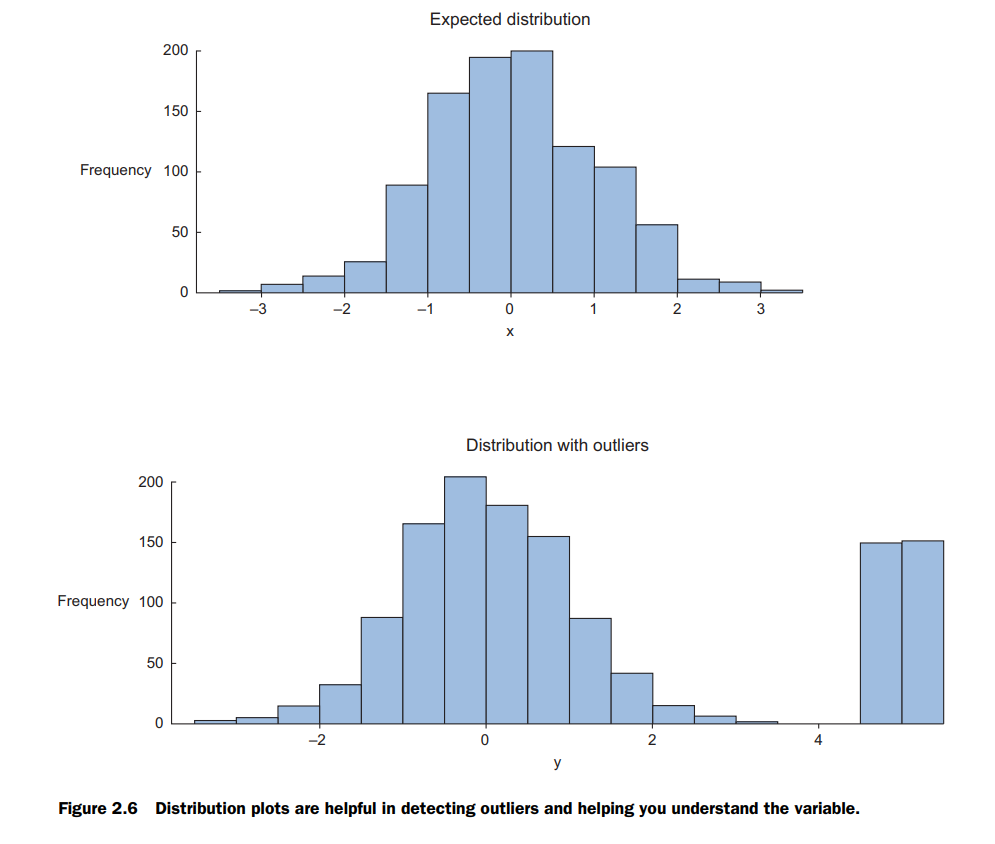 Expected distribution
200
150
Frequency 100
50
0
–3 –2 –1 0 1 2 3
x
Distribution with outliers
200
150
Frequency 100
50
0
–2 0 2 4
y
Figure 2.6 Distribution plots are helpful in detecting outliers and helping you understand the variable.